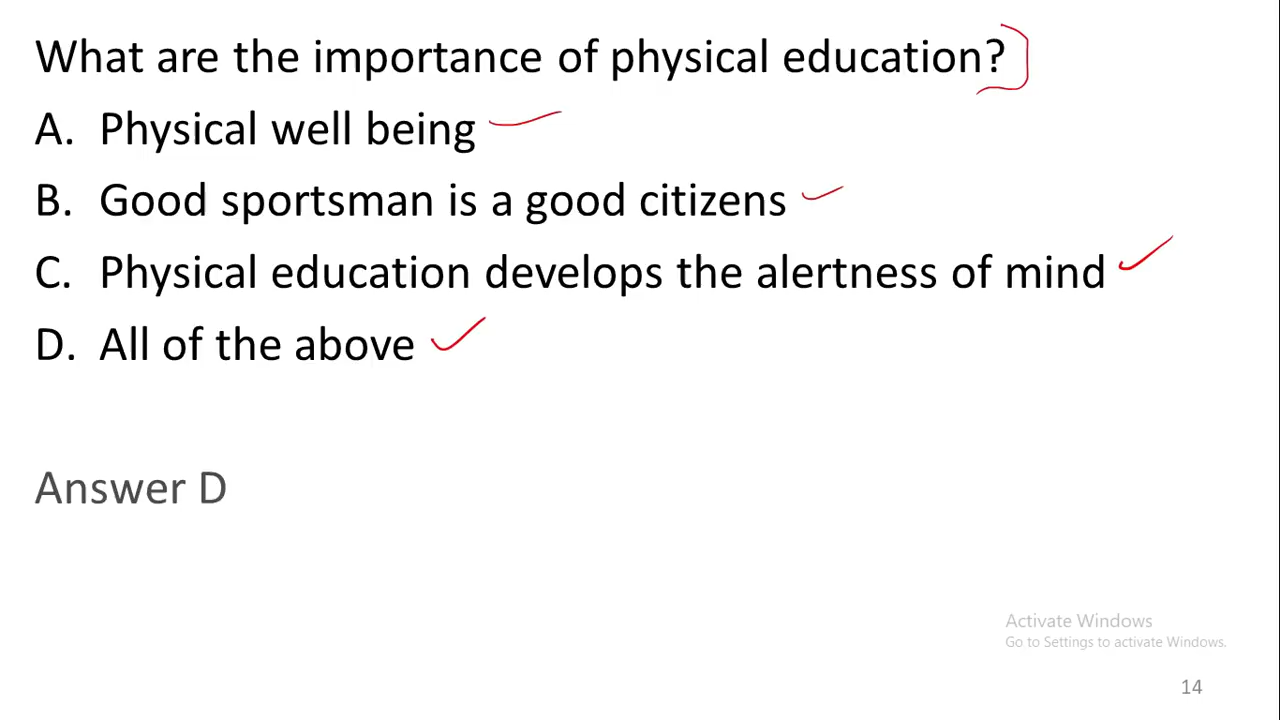 What are the importance of physical education?
A. Physical well being
B. Good sportsman is a good citizens
C. Physical education develops the alertness of mind
D. All of the above
Answer D
Activate Windows
Go to Settings to activate Windows.
14